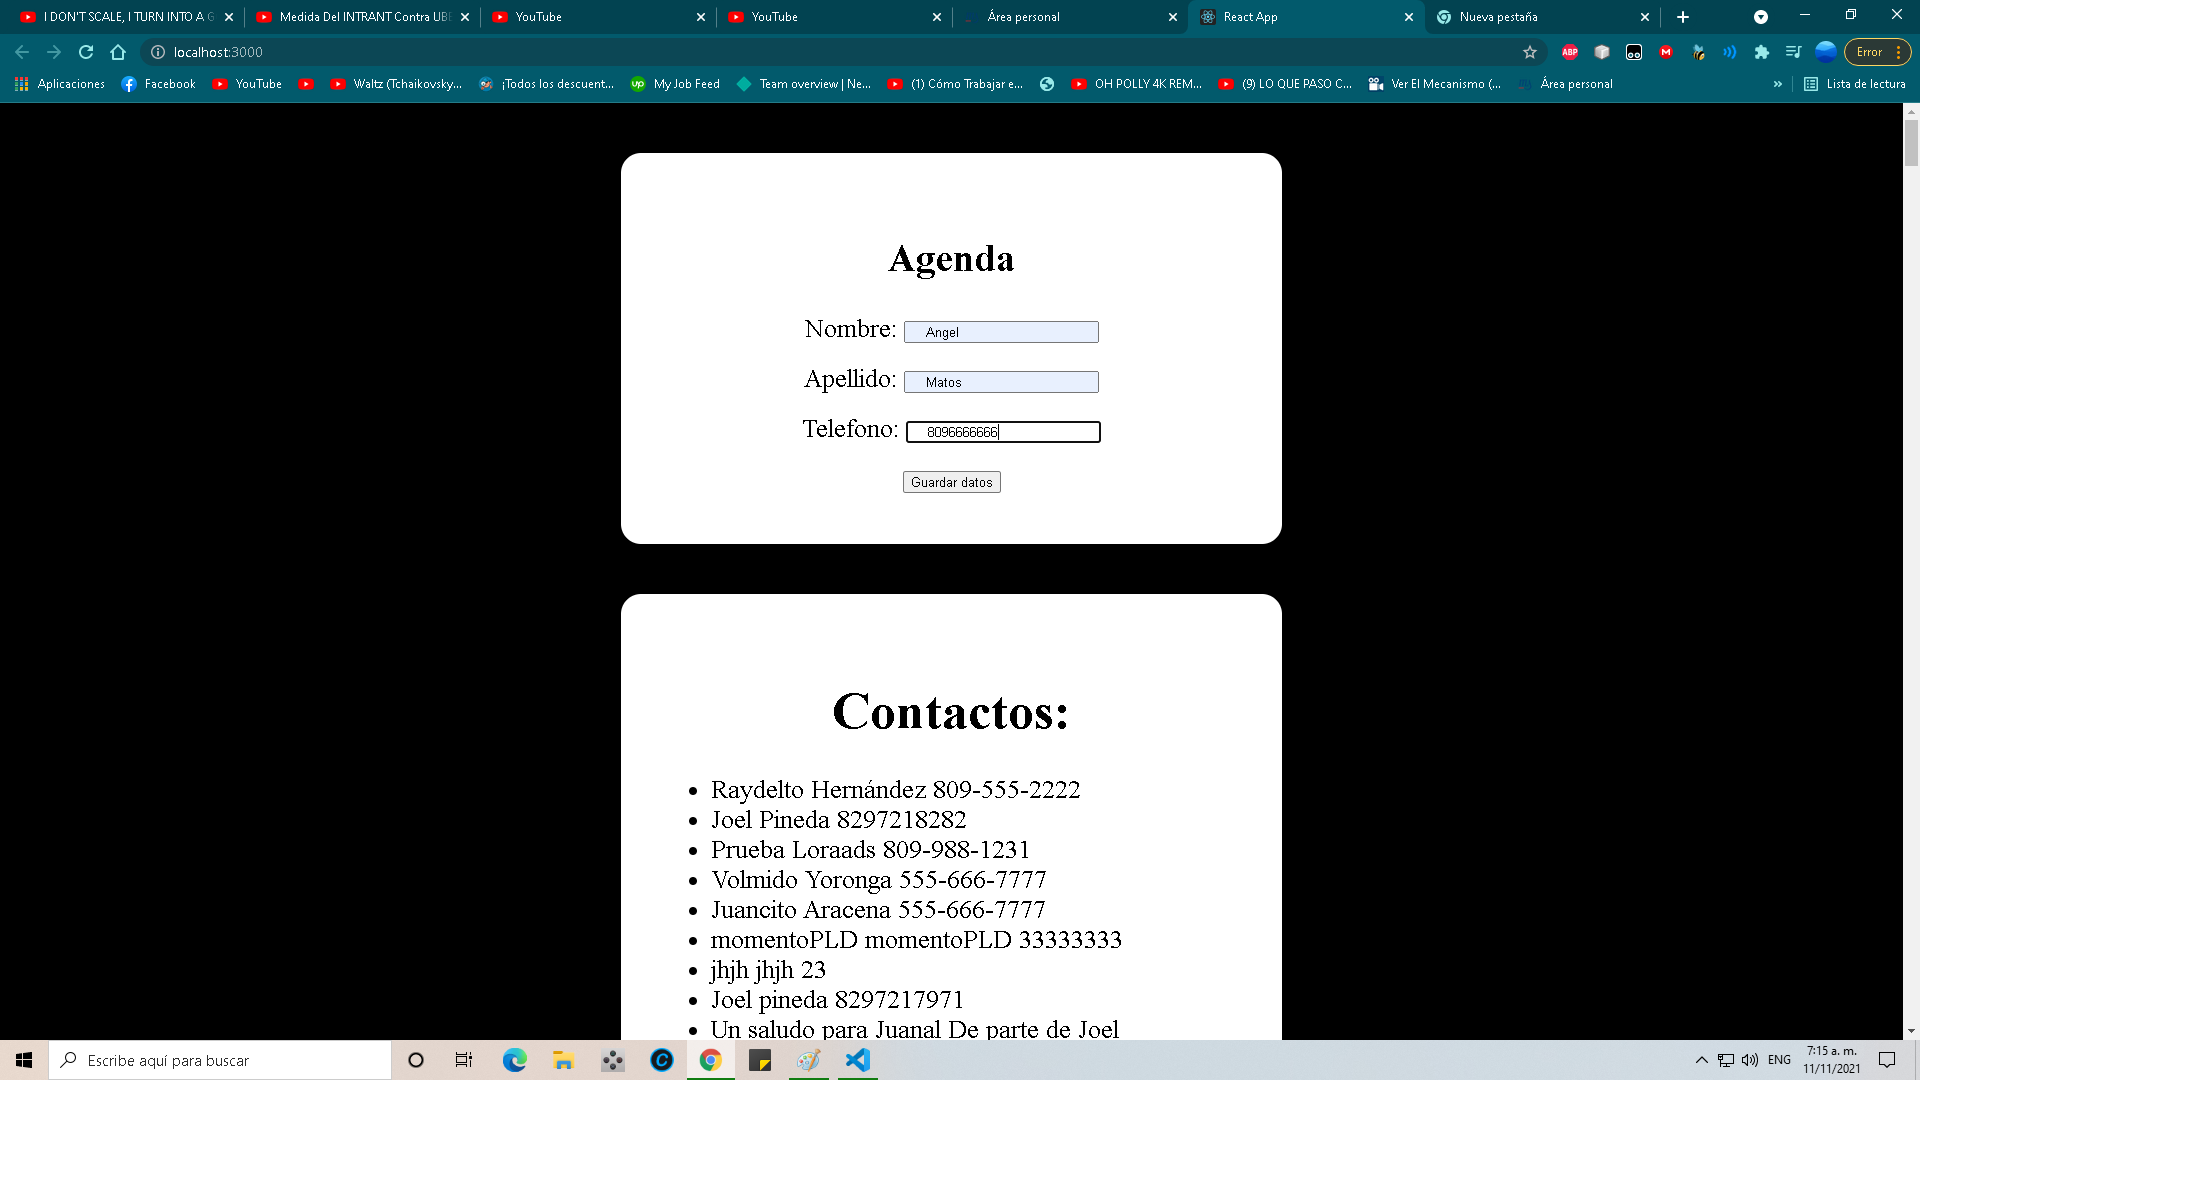 I DON'T SCALE, I TURN INTO A G
Medida Del INTRANT Contra UBE
YouTube
YouTube
Área personal
React App
Nueva pestaña
localhost:3000
ABP
Error
Aplicaciones
Facebook
YouTube
Waltz (Tchaikovsky...
¡Todos los descuent...
up
My Job Feed
Team overview | Ne...
(1) Cómo Trabajar e...
OH POLLY 4K REM...
(9) LO QUE PASO C...
Ver El Mecanismo (...
Área personal
»
Lista de lectura
Agenda
Nombre: Angel
Apellido: Matos
Telefono: 8096666666
Guardar datos
Contactos:
Raydelto Hernández 809-555-2222
Joel Pineda 8297218282
Prueba Loraads 809-988-1231
Volmido Yoronga 555-666-7777
Juancito Aracena 555-666-7777
momentoPLD momentoPLD 33333333
jhjh jhjh 23
Joel pineda 8297217971
Un saludo para Juanal De parte de Joel
Escribe aquí para buscar
ENG
7:15 a. m.
11/11/2021